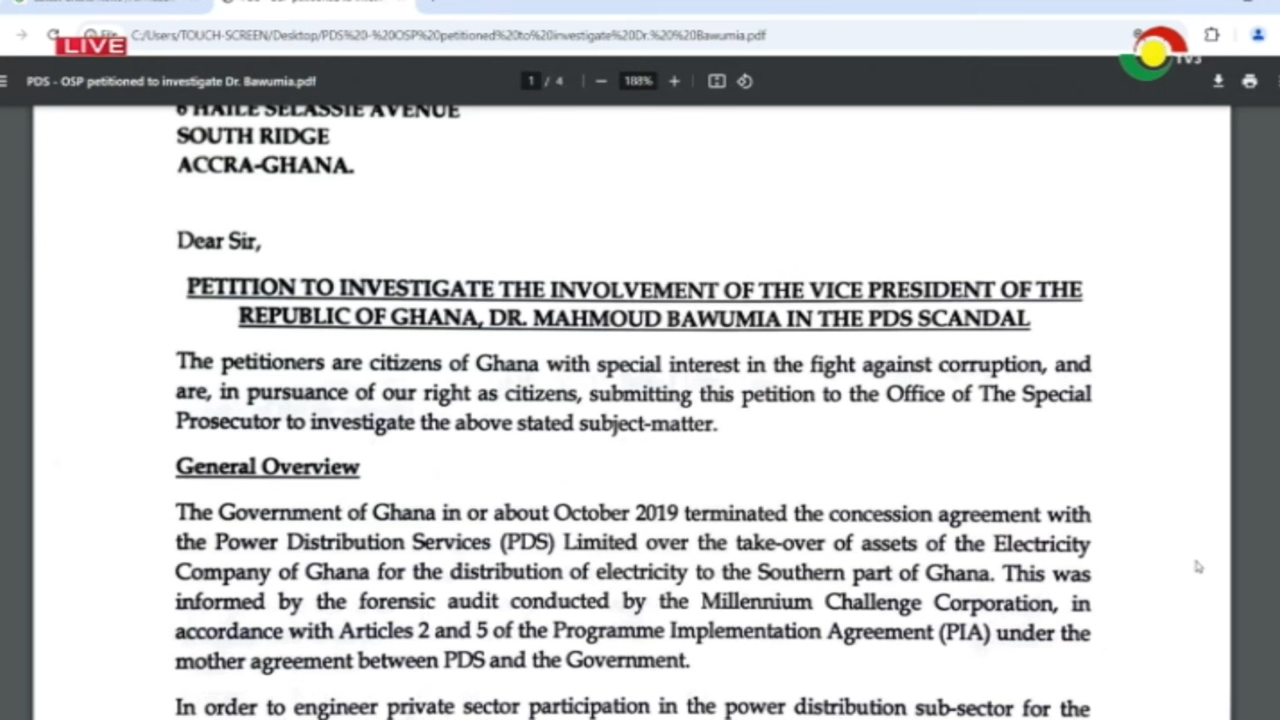 C:/Users/TOUCH-SCREEN/Desktop/PDS%20-%20OSP%20petitioned%20to%20investigate%20Dr.%20%20Bawumia.pdf
LIVE
TV3
PDS - OSP petitioned to investigate Dr. Bawumia.pdf
1 / 4
188%
6 HAILE SELASSIE AVENUE
SOUTH RIDGE
ACCRA-GHANA.
Dear Sir,
PETITION TO INVESTIGATE THE INVOLVEMENT OF THE VICE PRESIDENT OF THE
REPUBLIC OF GHANA, DR. MAHMOUD BAWUMIA IN THE PDS SCANDAL
The petitioners are citizens of Ghana with special interest in the fight against corruption, and
are, in pursuance of our right as citizens, submitting this petition to the Office of The Special
Prosecutor to investigate the above stated subject-matter.
General Overview
The Government of Ghana in or about October 2019 terminated the concession agreement with
the Power Distribution Services (PDS) Limited over the take-over of assets of the Electricity
Company of Ghana for the distribution of electricity to the Southern part of Ghana. This was
informed by the forensic audit conducted by the Millennium Challenge Corporation, in
accordance with Articles 2 and 5 of the Programme Implementation Agreement (PIA) under the
mother agreement between PDS and the Government.
In order to engineer private sector participation in the power distribution sub-sector for the